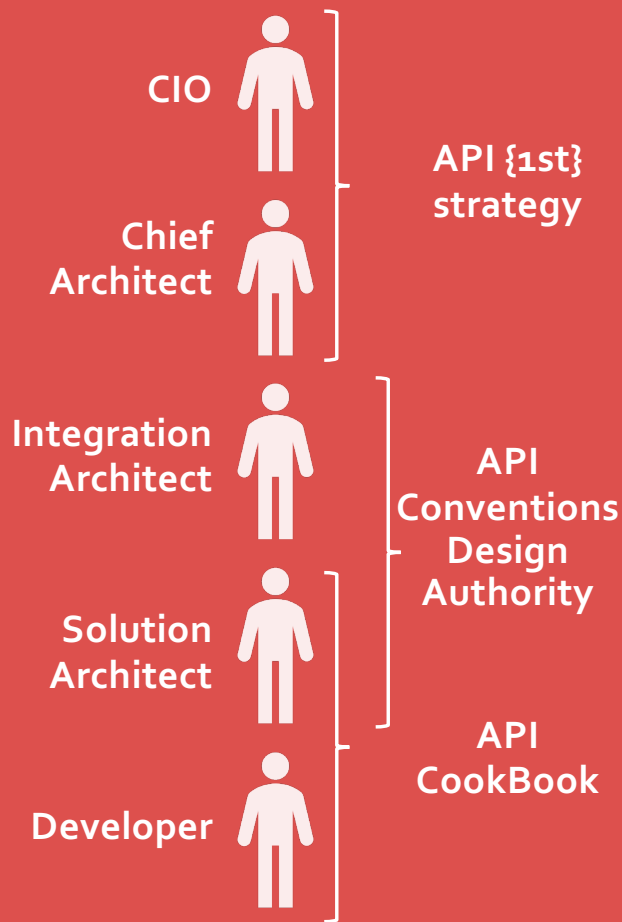 CIO
API {1st}
strategy
Chief
Architect
Integration
Architect
API
Conventions
Design
Authority
Solution
Architect
API
CookBook
Developer